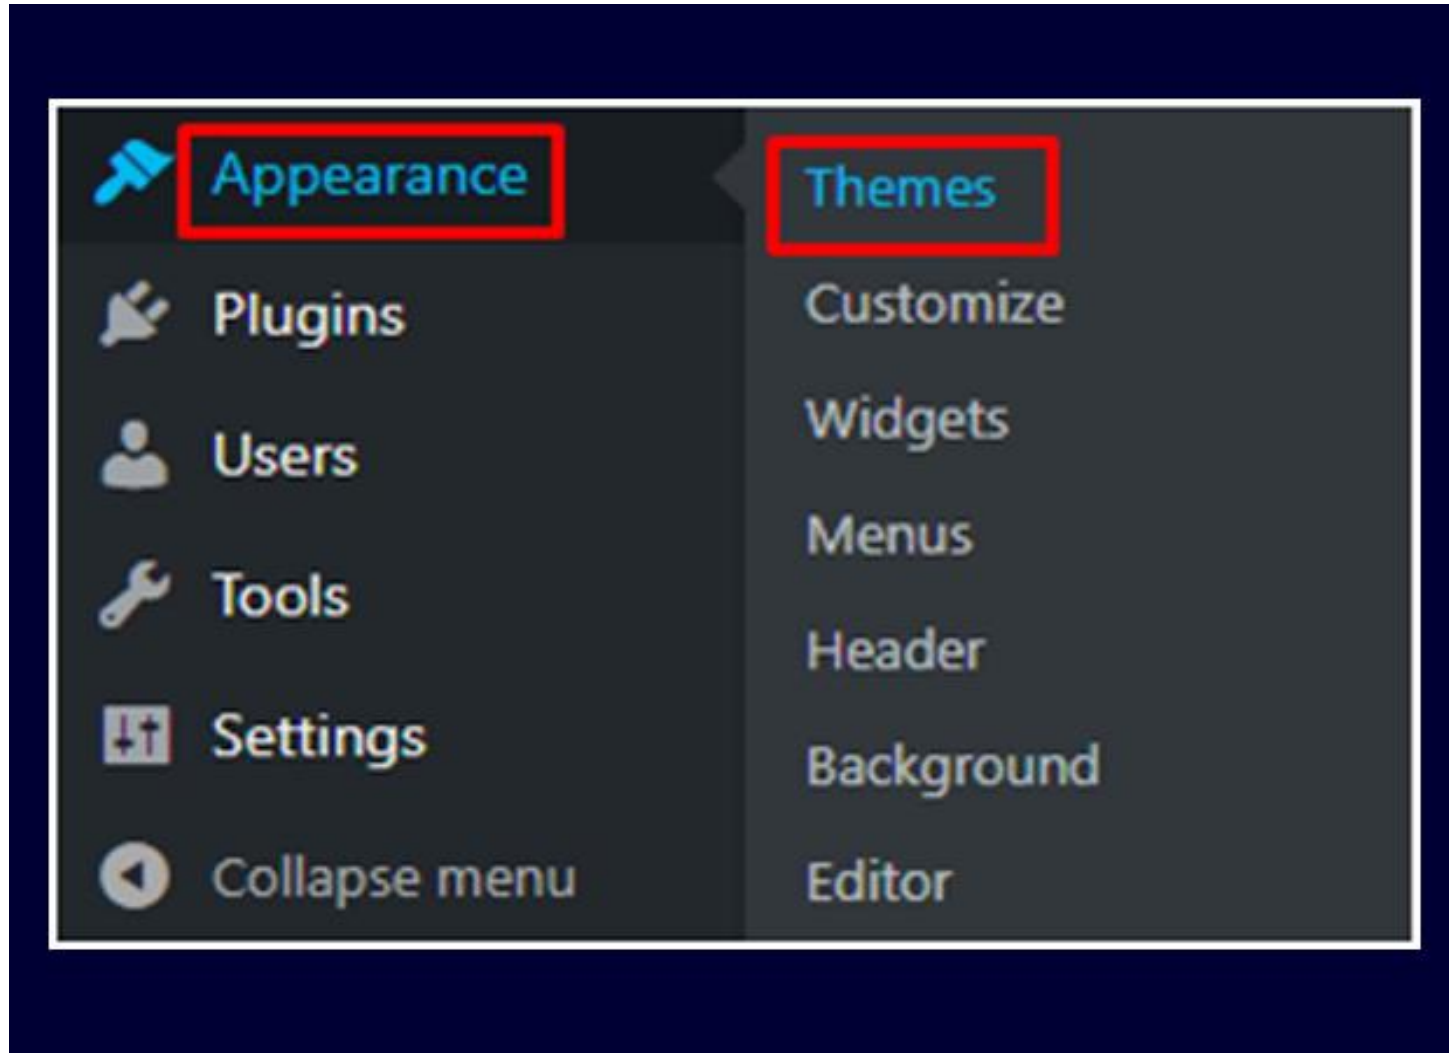 Appearance
Plugins
Users
Tools
Settings
Collapse menu
Themes
Customize
Widgets
Menus
Header
Background
Editor